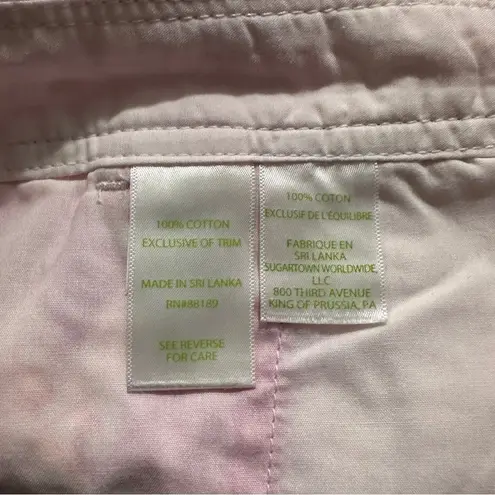 100% COTTON
EXCLUSIVE OF TRIM
MADE IN SRI LANKA
RN#88189
SEE REVERSE
FOR CARE
100% COTON
EXCLUSIF DE L'ÉQUILIBRE
FABRIQUE EN
SRI LANKA
SUGARTOWN WORLDWIDE,
LLC
800 THIRD AVENUE
KING OF PRUSSIA, PA